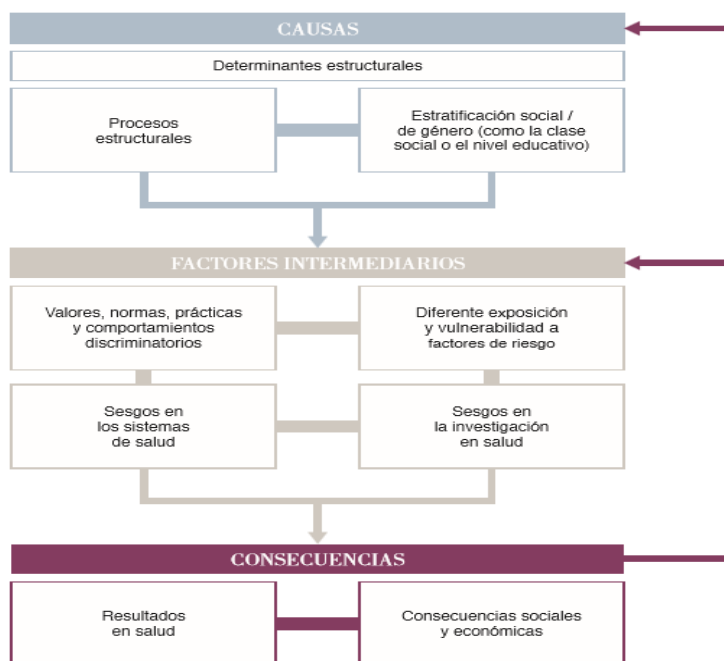 CAUSAS
Determinantes estructurales
Procesos
estructurales
Estratificación social /
de género (como la clase
social o el nivel educativo)
FACTORES INTERMEDIARIOS
Valores, normas, prácticas
y comportamientos
discriminatorios
Diferente exposición
y vulnerabilidad a
factores de riesgo
Sesgos en
los sistemas
de salud
Sesgos en
la investigación
en salud
CONSECUENCIAS
Resultados
en salud
Consecuencias sociales
y económicas